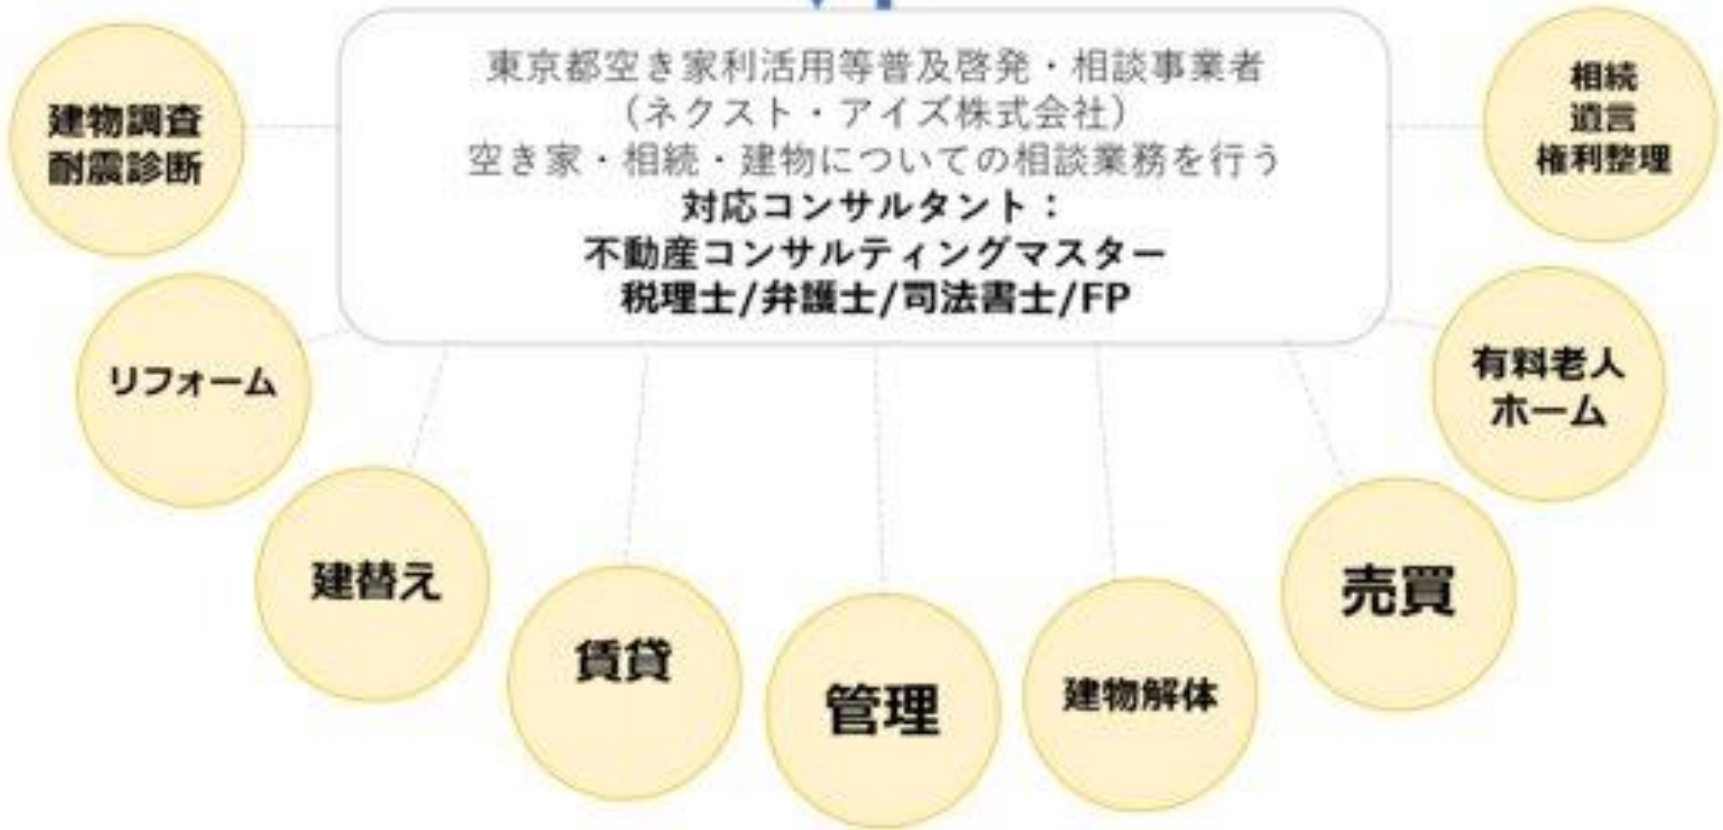 東京都空き家利活用等普及啓発・相談事業者
（ネクスト・アイズ株式会社）
空き家・相続・建物についての相談業務を行う
対応コンサルタント：
不動産コンサルティングマスター
税理士/弁護士/司法書士/FP
建物調査
耐震診断
リフォーム
建替え
賃貸
管理
建物解体
売買
有料老人
ホーム
相続
遺言
権利整理